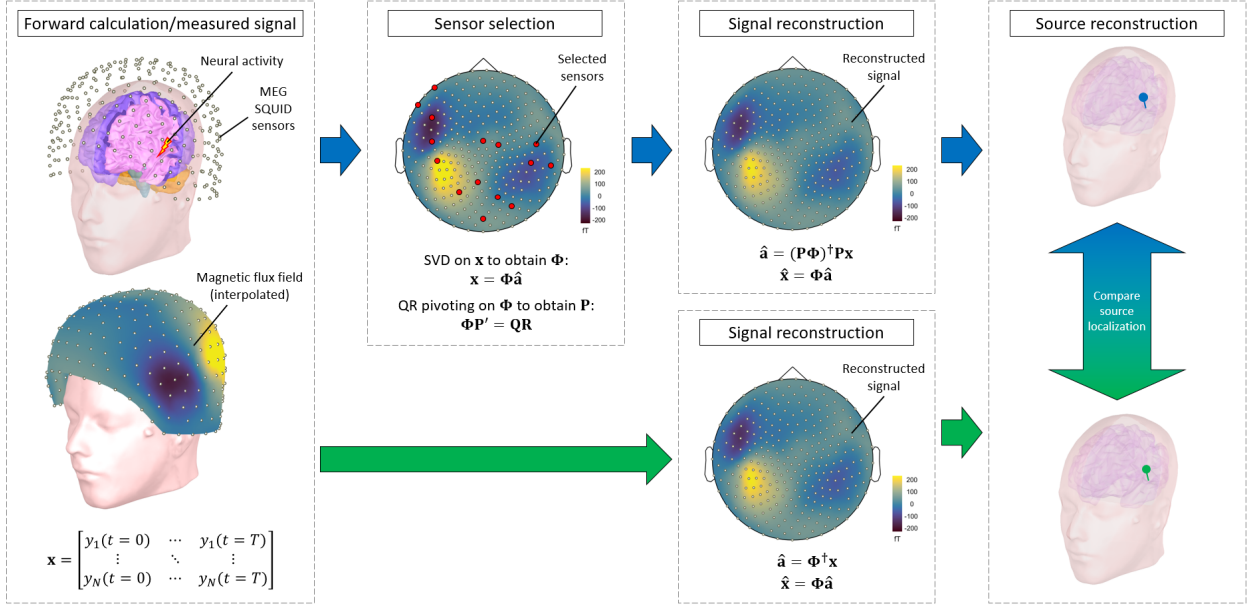 Forward calculation/measured signal
Neural activity
MEG
SQUID
sensors
Magnetic flux field
(interpolated)
𝐱 = [y₁(t = 0) ⋯ y₁(t = T)
⋮ ⋱ ⋮
y_N(t = 0) ⋯ y_N(t = T)]
Sensor selection
Selected
sensors
200
100
0
-100
-200
fT
SVD on 𝐱 to obtain 𝚽:
𝐱 = 𝚽𝐚̂
QR pivoting on 𝚽 to obtain 𝐏:
𝚽𝐏′ = 𝐐𝐑
Signal reconstruction
Reconstructed
signal
200
100
0
-100
-200
fT
𝐚̂ = (𝐏𝚽)†𝐏𝐱
𝐱̂ = 𝚽𝐚̂
Signal reconstruction
Reconstructed
signal
200
100
0
-100
-200
fT
𝐚̂ = 𝚽†𝐱
𝐱̂ = 𝚽𝐚̂
Source reconstruction
Compare
source
localization